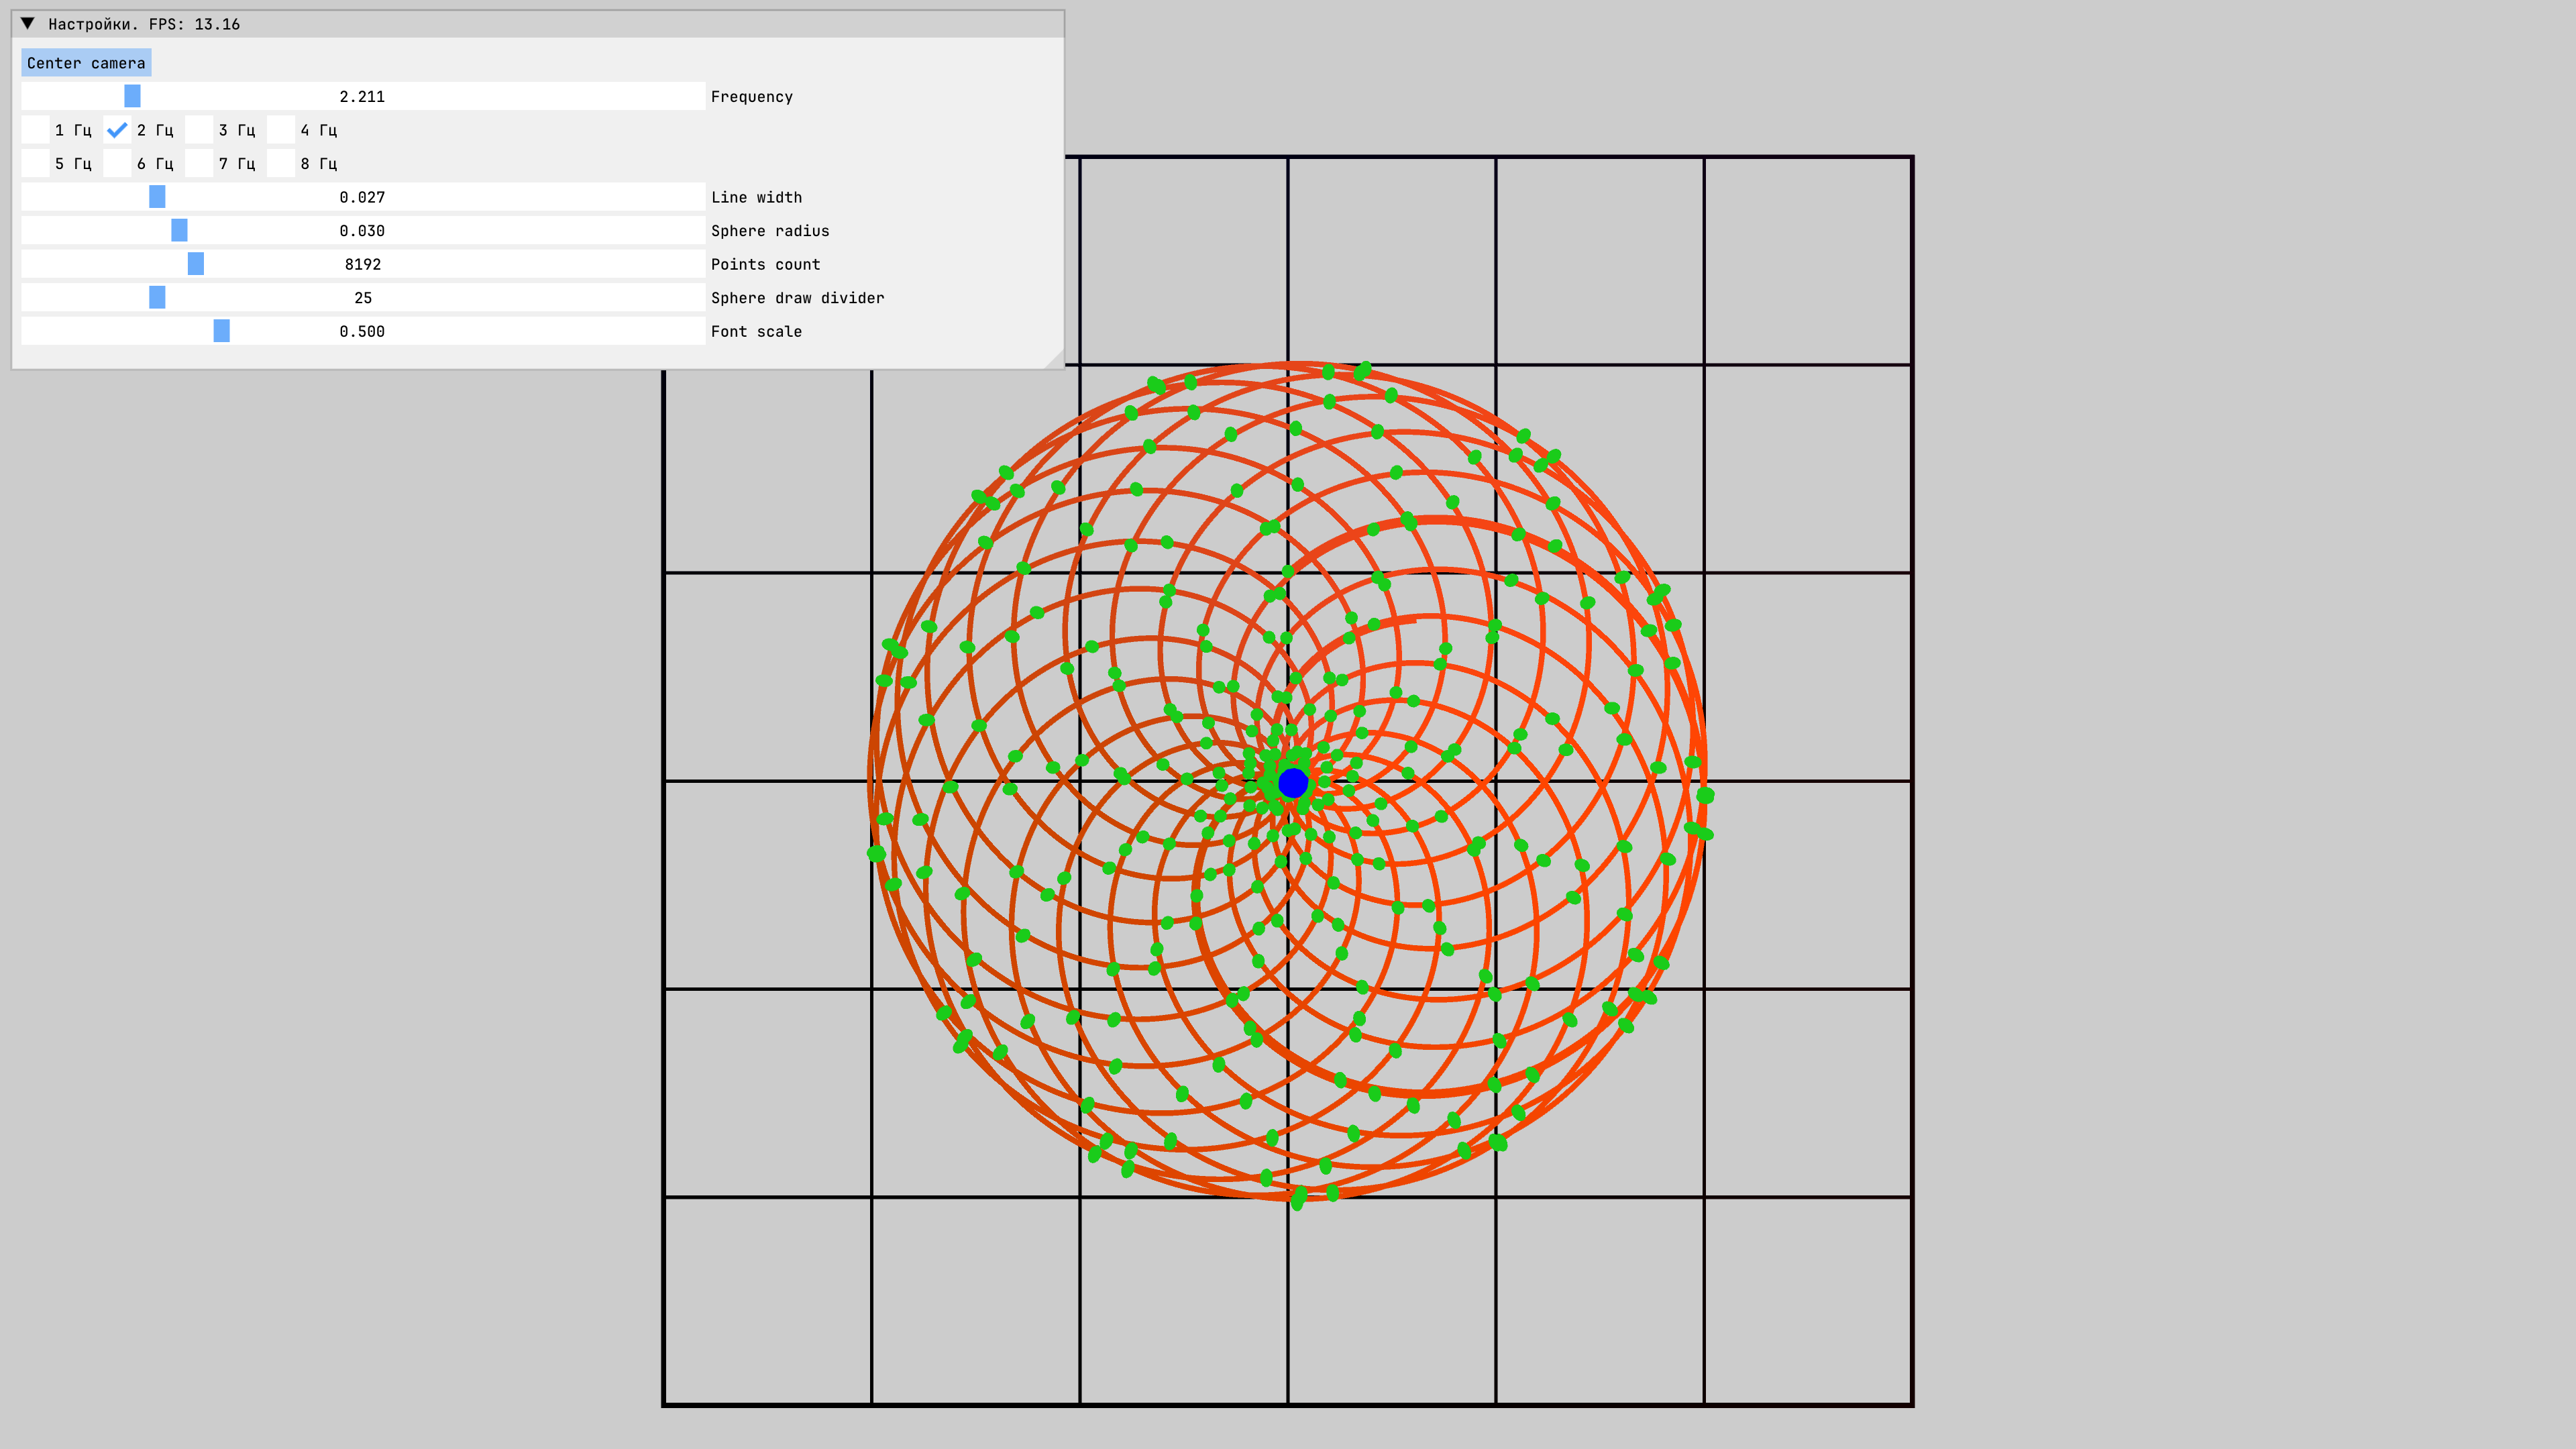 Настройки. FPS: 13.16
Center camera
2.211 Frequency
1 Гц 2 Гц 3 Гц 4 Гц
5 Гц 6 Гц 7 Гц 8 Гц
0.027 Line width
0.030 Sphere radius
8192 Points count
25 Sphere draw divider
0.500 Font scale